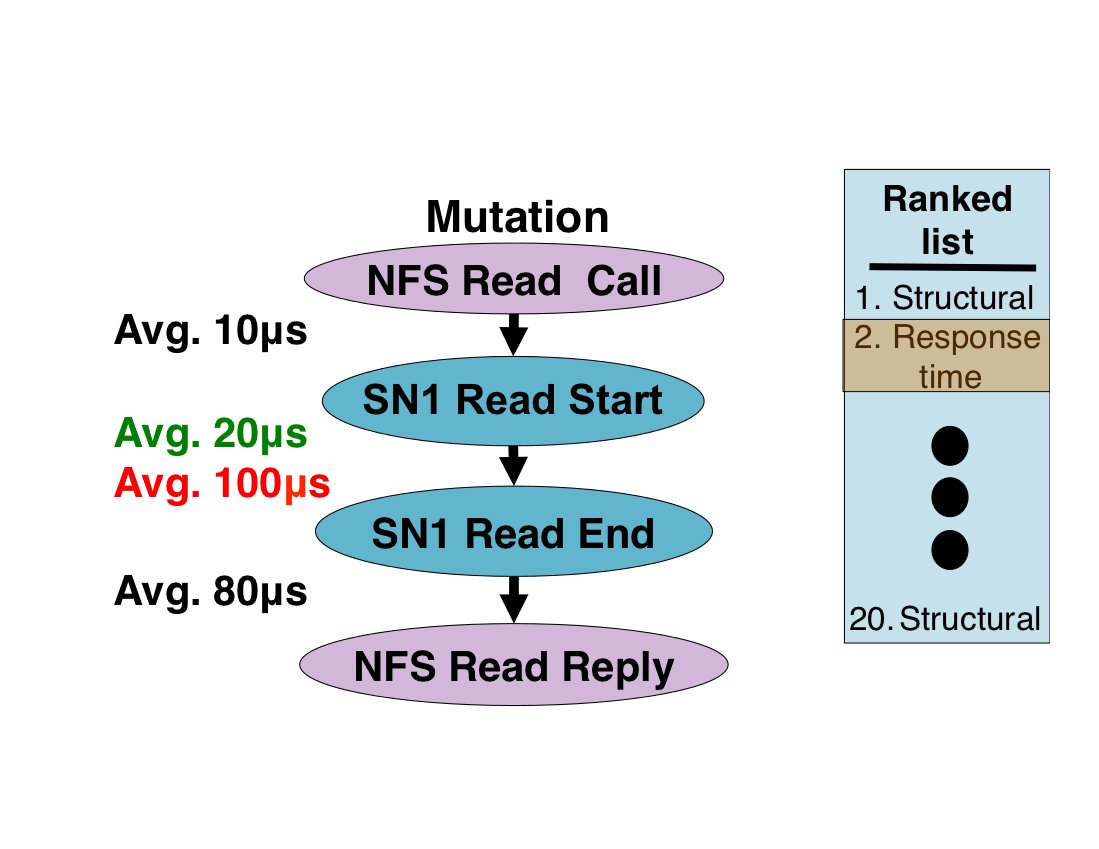 Mutation
NFS Read  Call
Avg. 10µs
SN1 Read Start
Avg. 20µs
Avg. 100µs
SN1 Read End
Avg. 80µs
NFS Read Reply
Ranked
list
1. Structural
2. Response
time
20. Structural